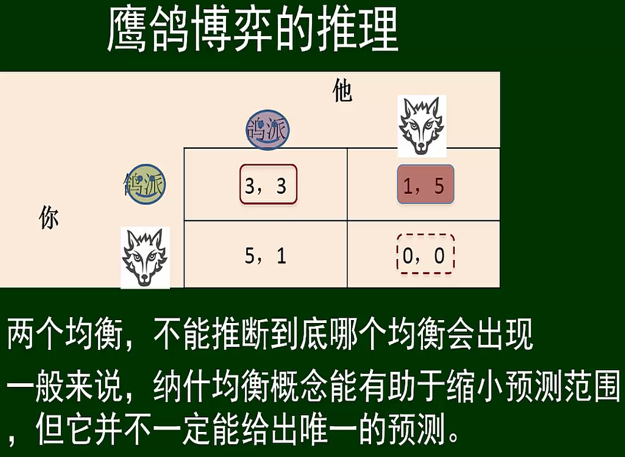 鹰鸽博弈的推理
他
鸽派
鸽派
3，3
1，5
你
5，1
0，0
两个均衡，不能推断到底哪个均衡会出现
一般来说，纳什均衡概念能有助于缩小预测范围
，但它并不一定能给出唯一的预测。